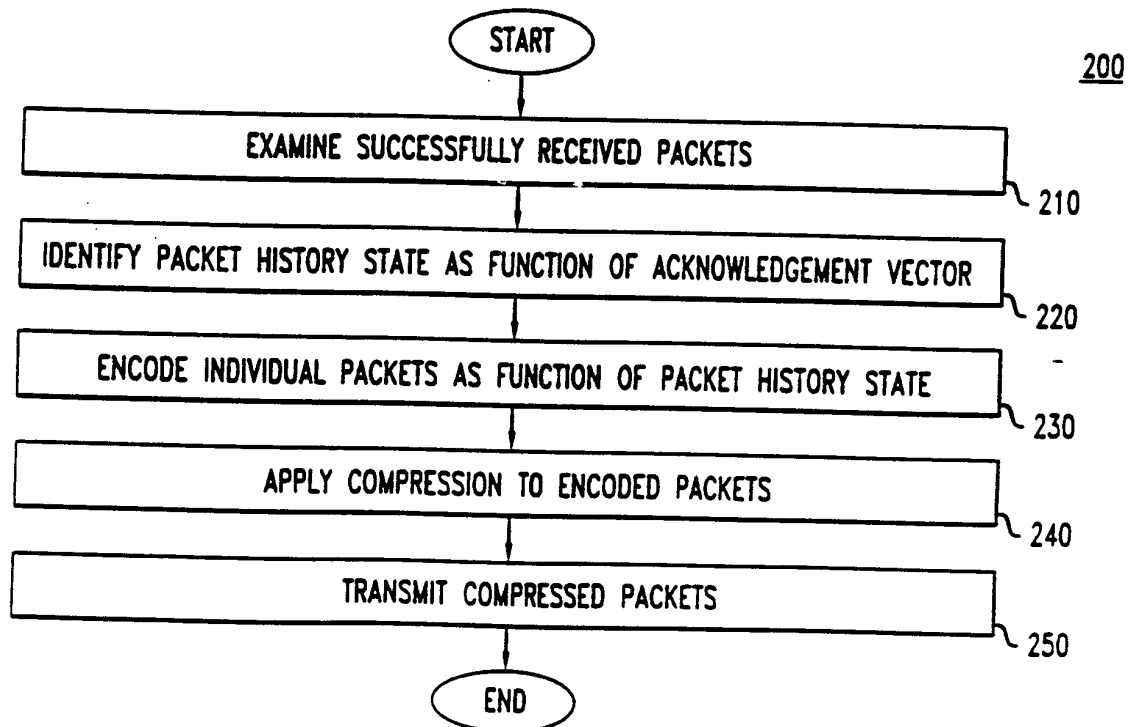 START
200
EXAMINE SUCCESSFULLY RECEIVED PACKETS
210
IDENTIFY PACKET HISTORY STATE AS FUNCTION OF ACKNOWLEDGEMENT VECTOR
220
ENCODE INDIVIDUAL PACKETS AS FUNCTION OF PACKET HISTORY STATE
230
APPLY COMPRESSION TO ENCODED PACKETS
240
TRANSMIT COMPRESSED PACKETS
250
END